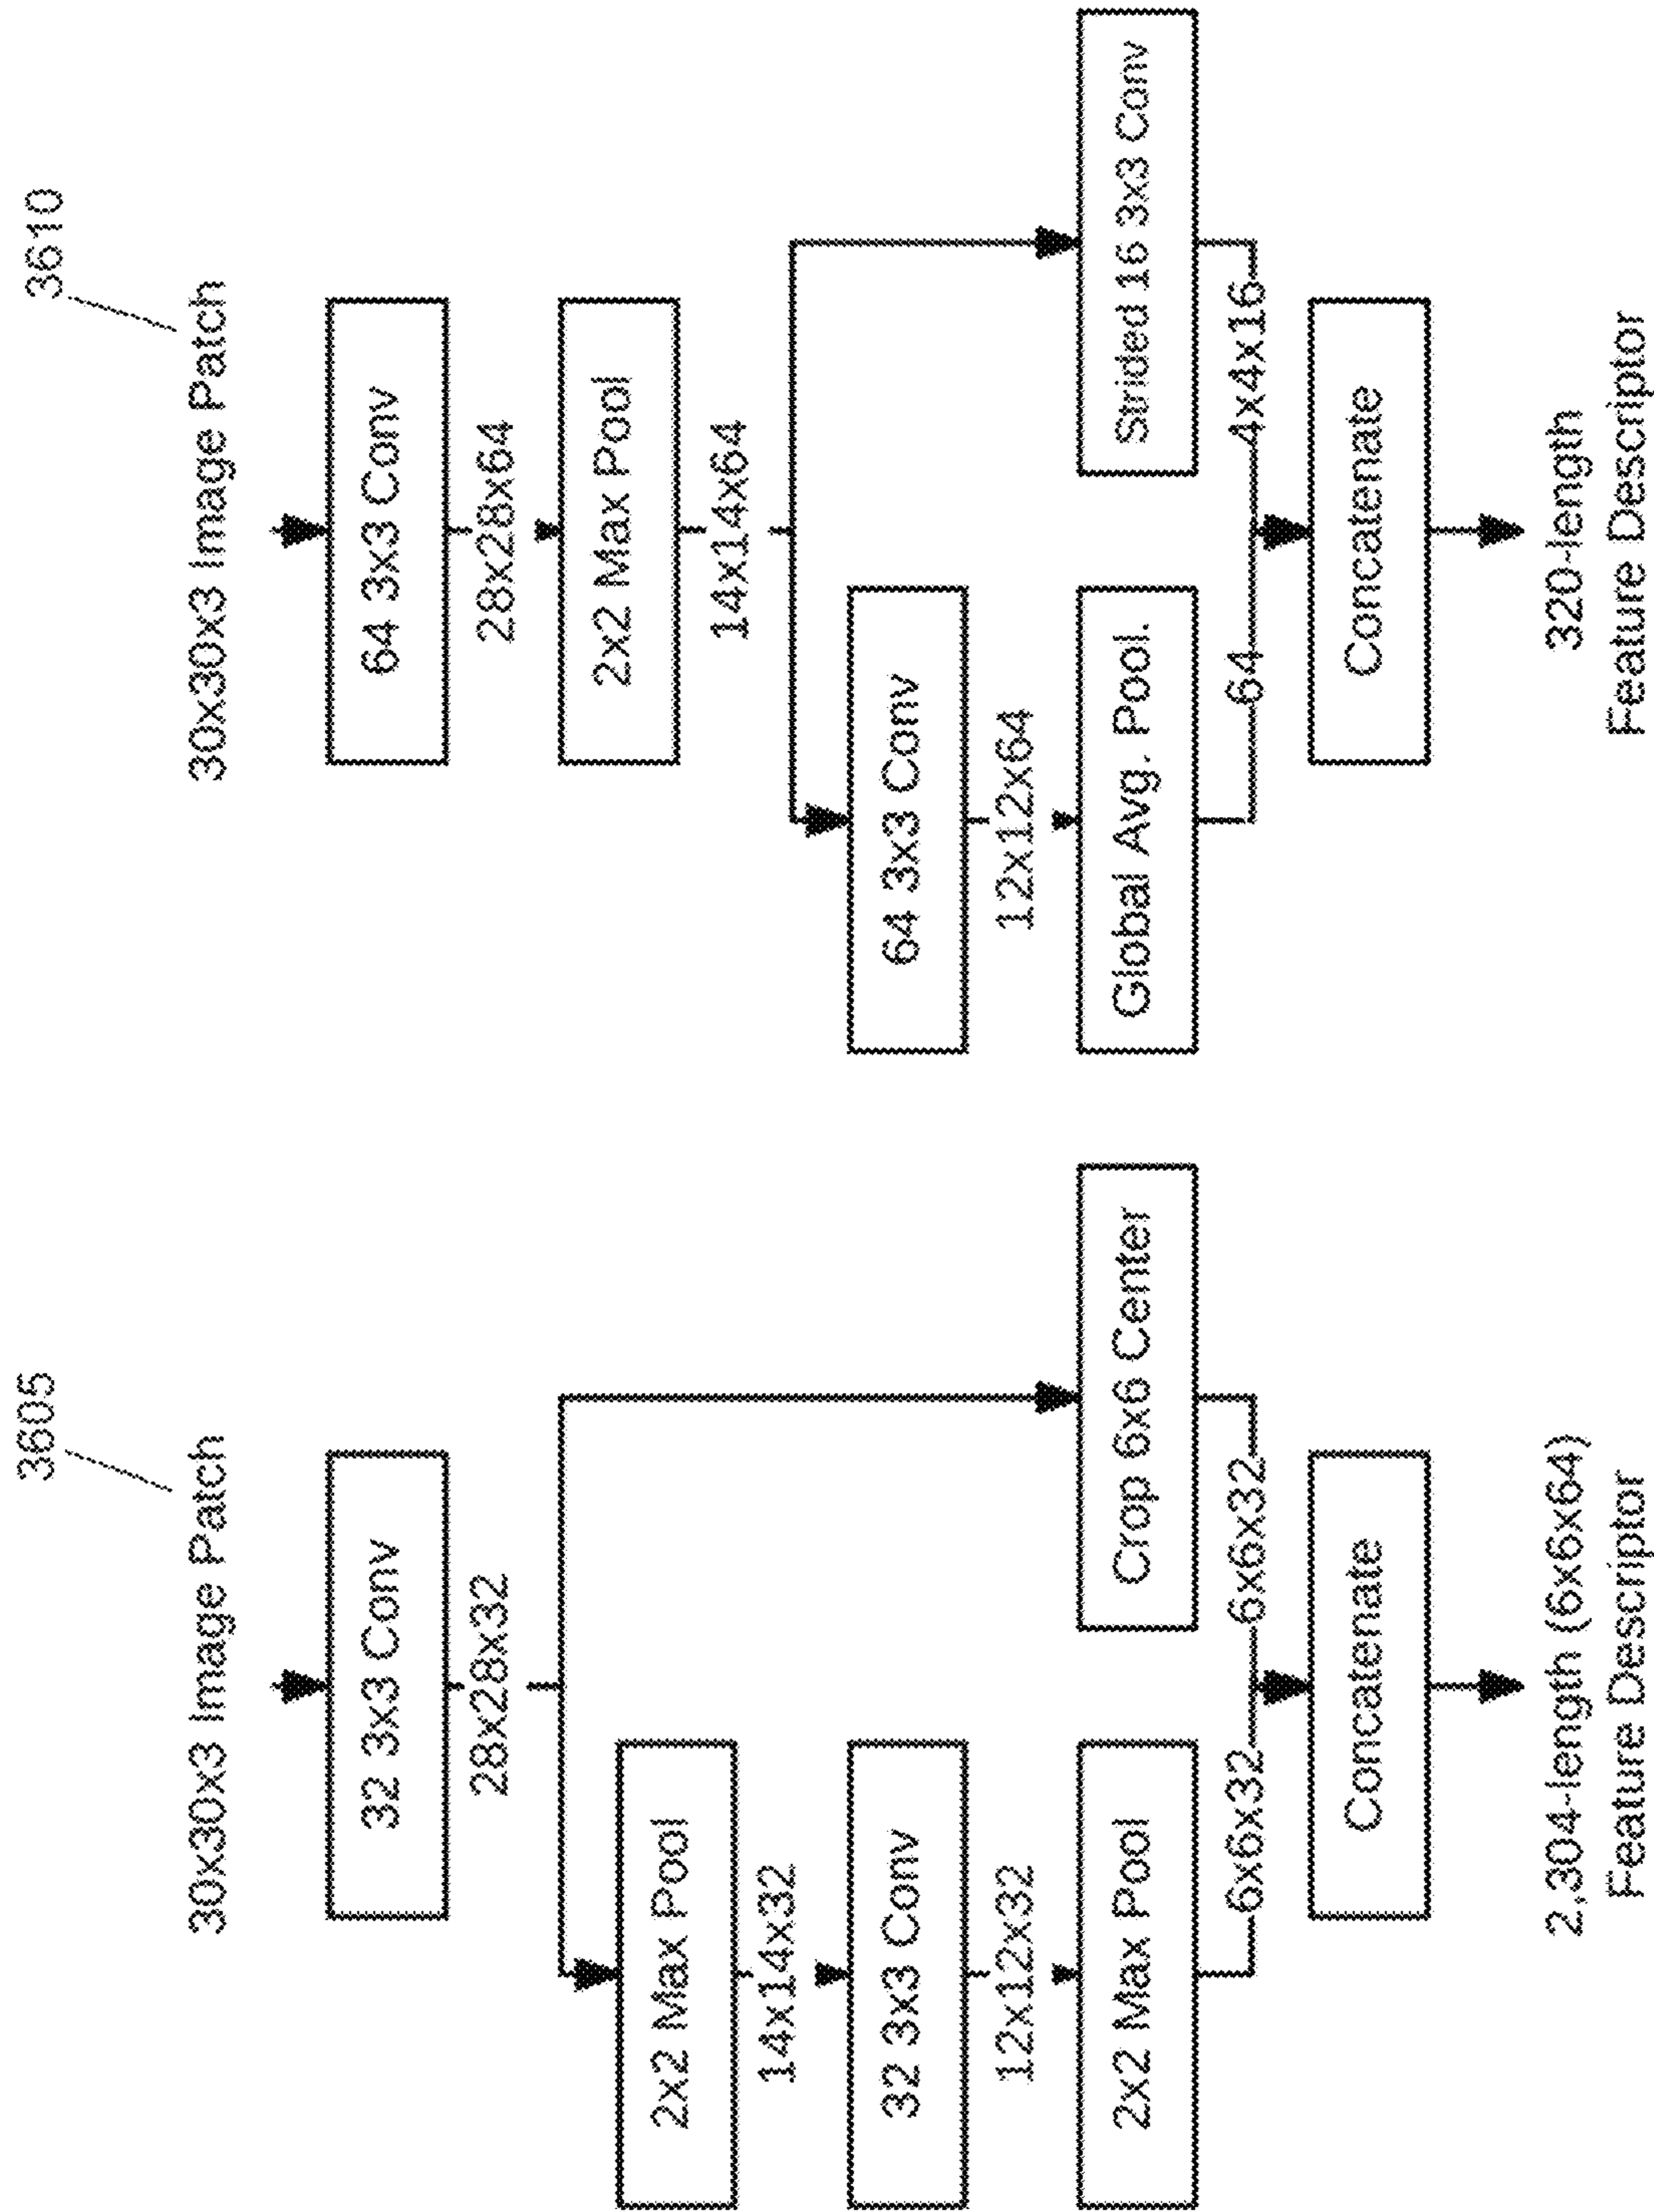 3605
30x30x3 Image Patch
32 3x3 Conv
28x28x32
2x2 Max Pool
14x14x32
32 3x3 Conv
12x12x32
2x2 Max Pool
Crop 6x6 Center
6x6x32
6x6x32
Concatenate
2,304-length (6x6x64)
Feature Descriptor
3610
30x30x3 Image Patch
64 3x3 Conv
28x28x64
2x2 Max Pool
14x14x64
64 3x3 Conv
12x12x64
Global Avg. Pool.
Strided 16 3x3 Conv
64
4x4x16
Concatenate
320-length
Feature Descriptor